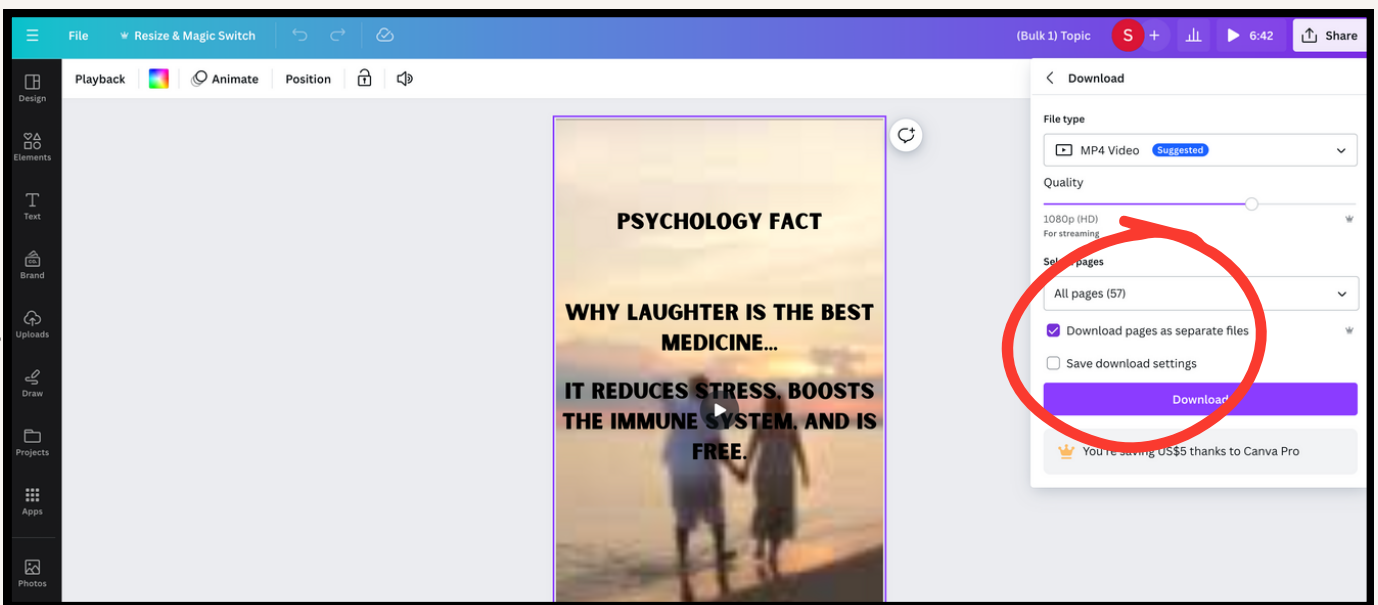 File
Resize & Magic Switch
(Bulk 1) Topic
S
+
6:42
Share
Design
Elements
Text
Brand
Uploads
Draw
Projects
Apps
Photos
Playback
Animate
Position
PSYCHOLOGY FACT
WHY LAUGHTER IS THE BEST
MEDICINE...
IT REDUCES STRESS, BOOSTS
THE IMMUNE SYSTEM, AND IS
FREE.
Download
File type
MP4 Video Suggested
Quality
1080p (HD)
For streaming
Select pages
All pages (57)
Download pages as separate files
Save download settings
Download
You're saving US$5 thanks to Canva Pro